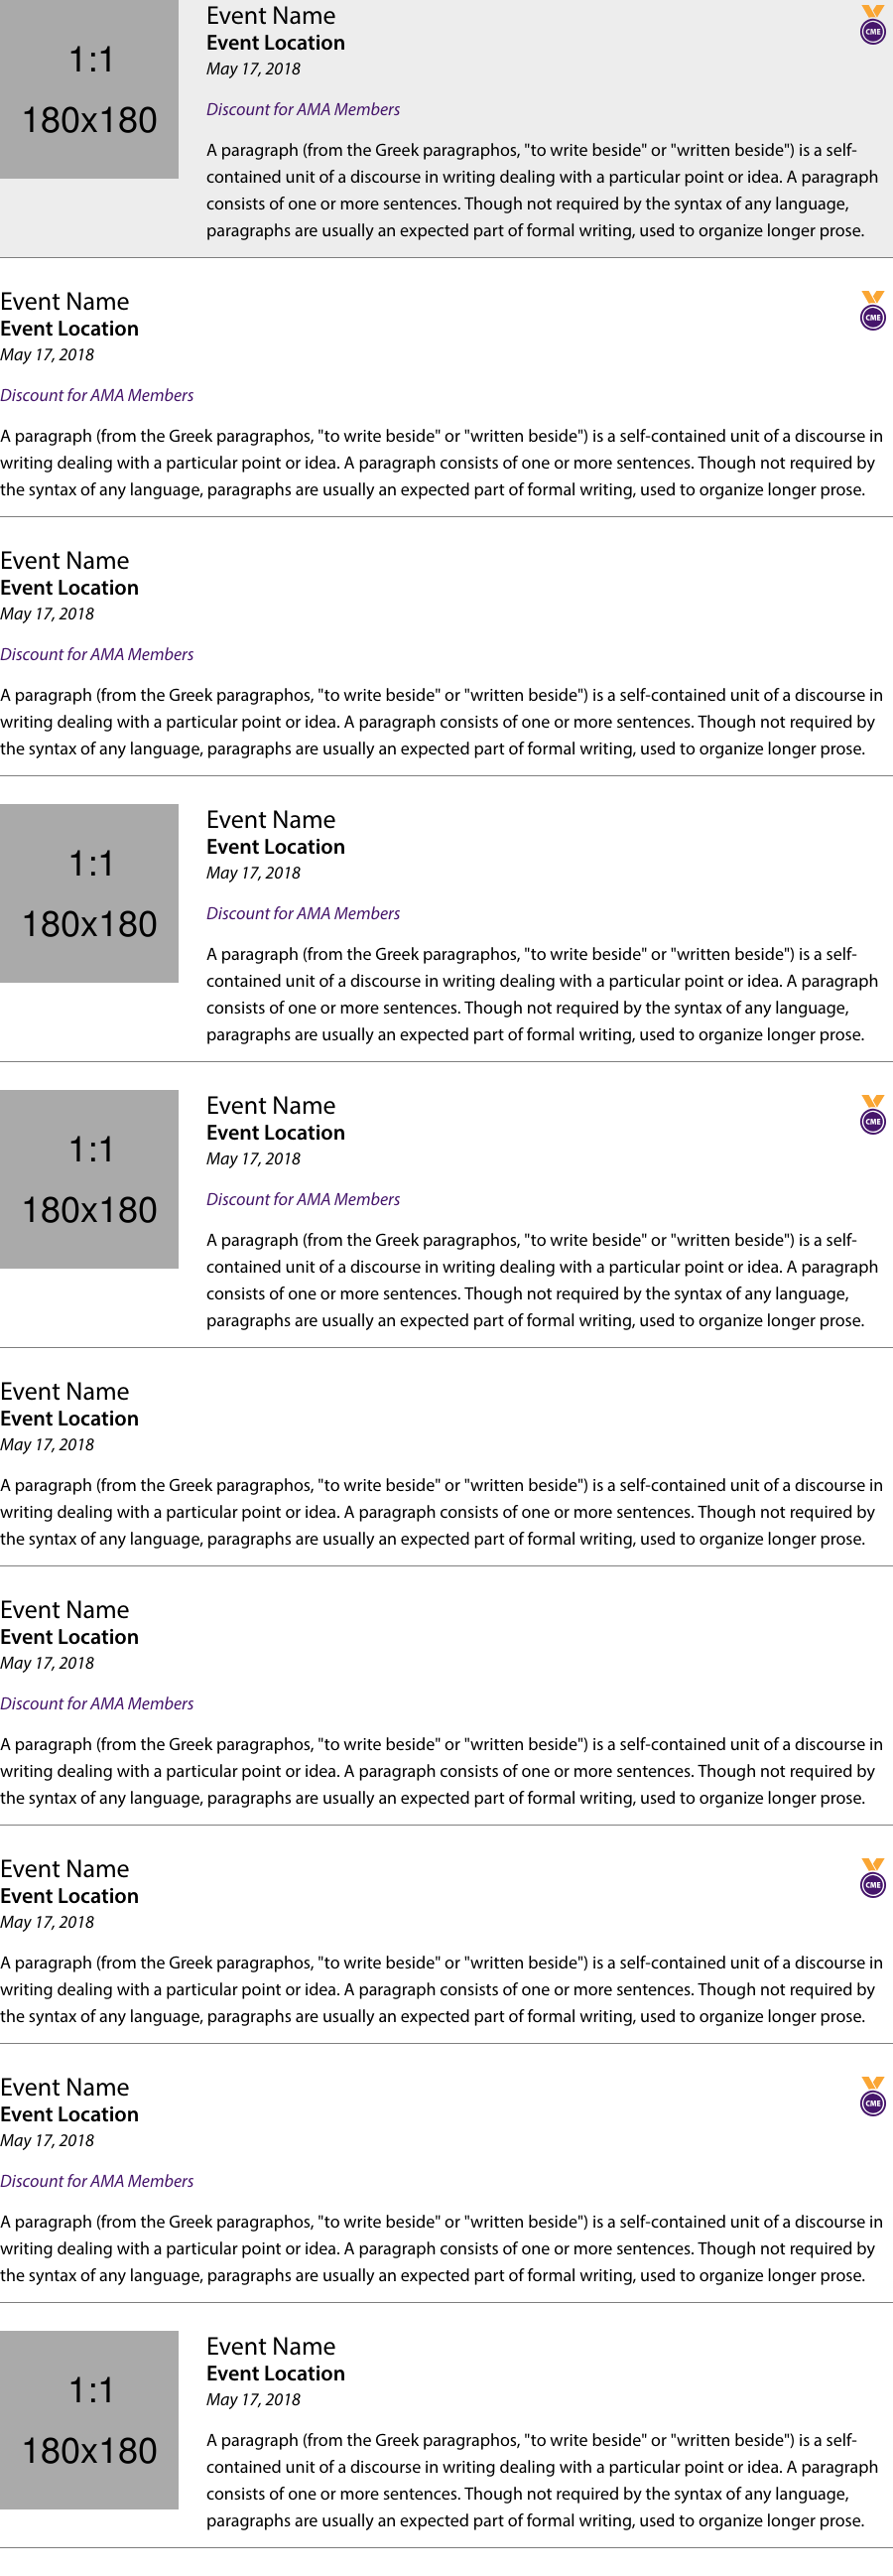 1:1
180x180
Event Name
CME
Event Location
May 17, 2018
Discount for AMA Members
A paragraph (from the Greek paragraphos, "to write beside" or "written beside") is a self-
contained unit of a discourse in writing dealing with a particular point or idea. A paragraph
consists of one or more sentences. Though not required by the syntax of any language,
paragraphs are usually an expected part of formal writing, used to organize longer prose.
Event Name
CME
Event Location
May 17, 2018
Discount for AMA Members
A paragraph (from the Greek paragraphos, "to write beside" or "written beside") is a self-contained unit of a discourse in
writing dealing with a particular point or idea. A paragraph consists of one or more sentences. Though not required by
the syntax of any language, paragraphs are usually an expected part of formal writing, used to organize longer prose.
Event Name
Event Location
May 17, 2018
Discount for AMA Members
A paragraph (from the Greek paragraphos, "to write beside" or "written beside") is a self-contained unit of a discourse in
writing dealing with a particular point or idea. A paragraph consists of one or more sentences. Though not required by
the syntax of any language, paragraphs are usually an expected part of formal writing, used to organize longer prose.
1:1
180x180
Event Name
Event Location
May 17, 2018
Discount for AMA Members
A paragraph (from the Greek paragraphos, "to write beside" or "written beside") is a self-
contained unit of a discourse in writing dealing with a particular point or idea. A paragraph
consists of one or more sentences. Though not required by the syntax of any language,
paragraphs are usually an expected part of formal writing, used to organize longer prose.
1:1
180x180
Event Name
CME
Event Location
May 17, 2018
Discount for AMA Members
A paragraph (from the Greek paragraphos, "to write beside" or "written beside") is a self-
contained unit of a discourse in writing dealing with a particular point or idea. A paragraph
consists of one or more sentences. Though not required by the syntax of any language,
paragraphs are usually an expected part of formal writing, used to organize longer prose.
Event Name
Event Location
May 17, 2018
A paragraph (from the Greek paragraphos, "to write beside" or "written beside") is a self-contained unit of a discourse in
writing dealing with a particular point or idea. A paragraph consists of one or more sentences. Though not required by
the syntax of any language, paragraphs are usually an expected part of formal writing, used to organize longer prose.
Event Name
Event Location
May 17, 2018
Discount for AMA Members
A paragraph (from the Greek paragraphos, "to write beside" or "written beside") is a self-contained unit of a discourse in
writing dealing with a particular point or idea. A paragraph consists of one or more sentences. Though not required by
the syntax of any language, paragraphs are usually an expected part of formal writing, used to organize longer prose.
Event Name
CME
Event Location
May 17, 2018
A paragraph (from the Greek paragraphos, "to write beside" or "written beside") is a self-contained unit of a discourse in
writing dealing with a particular point or idea. A paragraph consists of one or more sentences. Though not required by
the syntax of any language, paragraphs are usually an expected part of formal writing, used to organize longer prose.
Event Name
CME
Event Location
May 17, 2018
Discount for AMA Members
A paragraph (from the Greek paragraphos, "to write beside" or "written beside") is a self-contained unit of a discourse in
writing dealing with a particular point or idea. A paragraph consists of one or more sentences. Though not required by
the syntax of any language, paragraphs are usually an expected part of formal writing, used to organize longer prose.
1:1
180x180
Event Name
Event Location
May 17, 2018
A paragraph (from the Greek paragraphos, "to write beside" or "written beside") is a self-
contained unit of a discourse in writing dealing with a particular point or idea. A paragraph
consists of one or more sentences. Though not required by the syntax of any language,
paragraphs are usually an expected part of formal writing, used to organize longer prose.